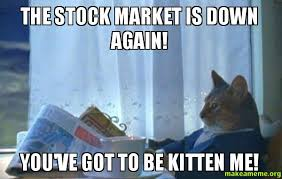 THE STOCK MARKET IS DOWN
AGAIN!
YOU'VE GOT TO BE KITTEN ME!
makeameme.org